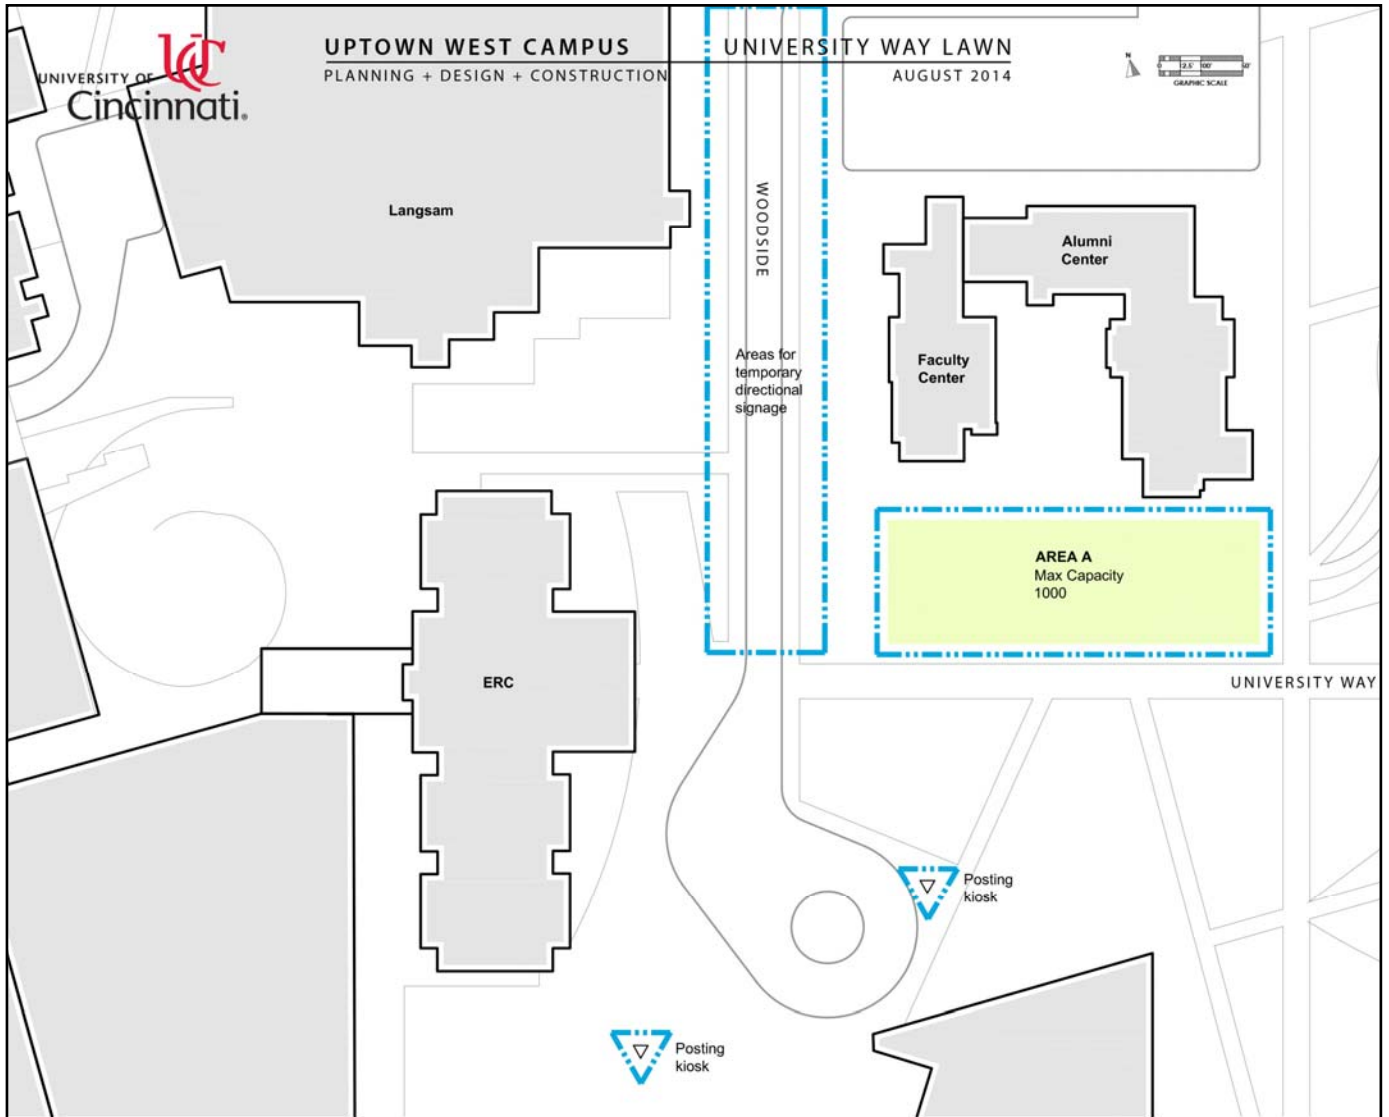 UC
UNIVERSITY OF
Cincinnati®
UPTOWN WEST CAMPUS
PLANNING + DESIGN + CONSTRUCTION
UNIVERSITY WAY LAWN
AUGUST 2014
N
GRAPHIC SCALE
Langsam
WOODSIDE
Alumni
Center
Faculty
Center
Areas for
temporary
directional
signage
AREA A
Max Capacity
1000
ERC
UNIVERSITY WAY
Posting
kiosk
Posting
kiosk